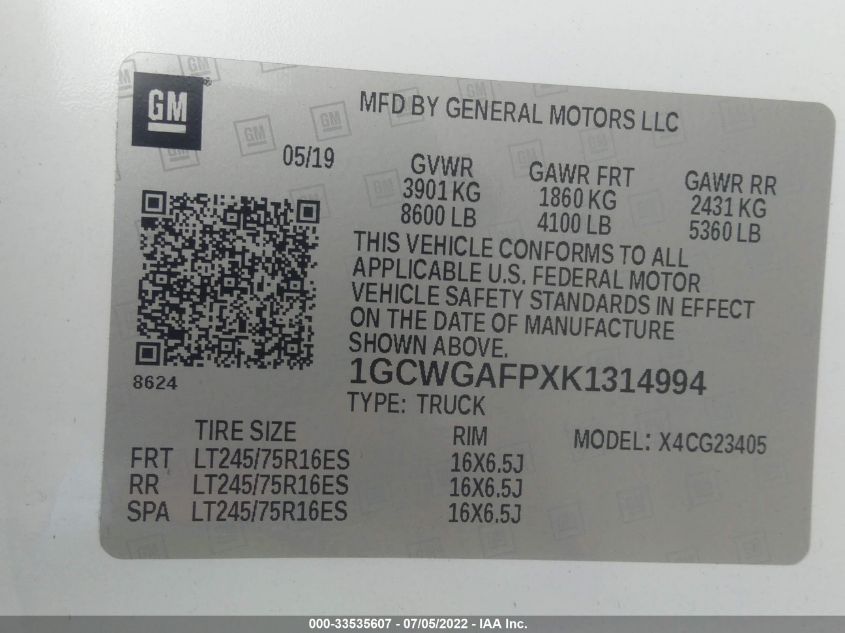 GM
MFD BY GENERAL MOTORS LLC
05/19
GVWR GAWR FRT GAWR RR
3901 KG 1860 KG 2431 KG
8600 LB 4100 LB 5360 LB
THIS VEHICLE CONFORMS TO ALL
APPLICABLE U.S. FEDERAL MOTOR
VEHICLE SAFETY STANDARDS IN EFFECT
ON THE DATE OF MANUFACTURE
SHOWN ABOVE.
8624
1GCWGAFPXK1314994
TYPE: TRUCK
TIRE SIZE RIM MODEL: X4CG23405
FRT LT245/75R16ES 16X6.5J
RR LT245/75R16ES 16X6.5J
SPA LT245/75R16ES 16X6.5J
000-33535607 - 07/05/2022 - IAA Inc.